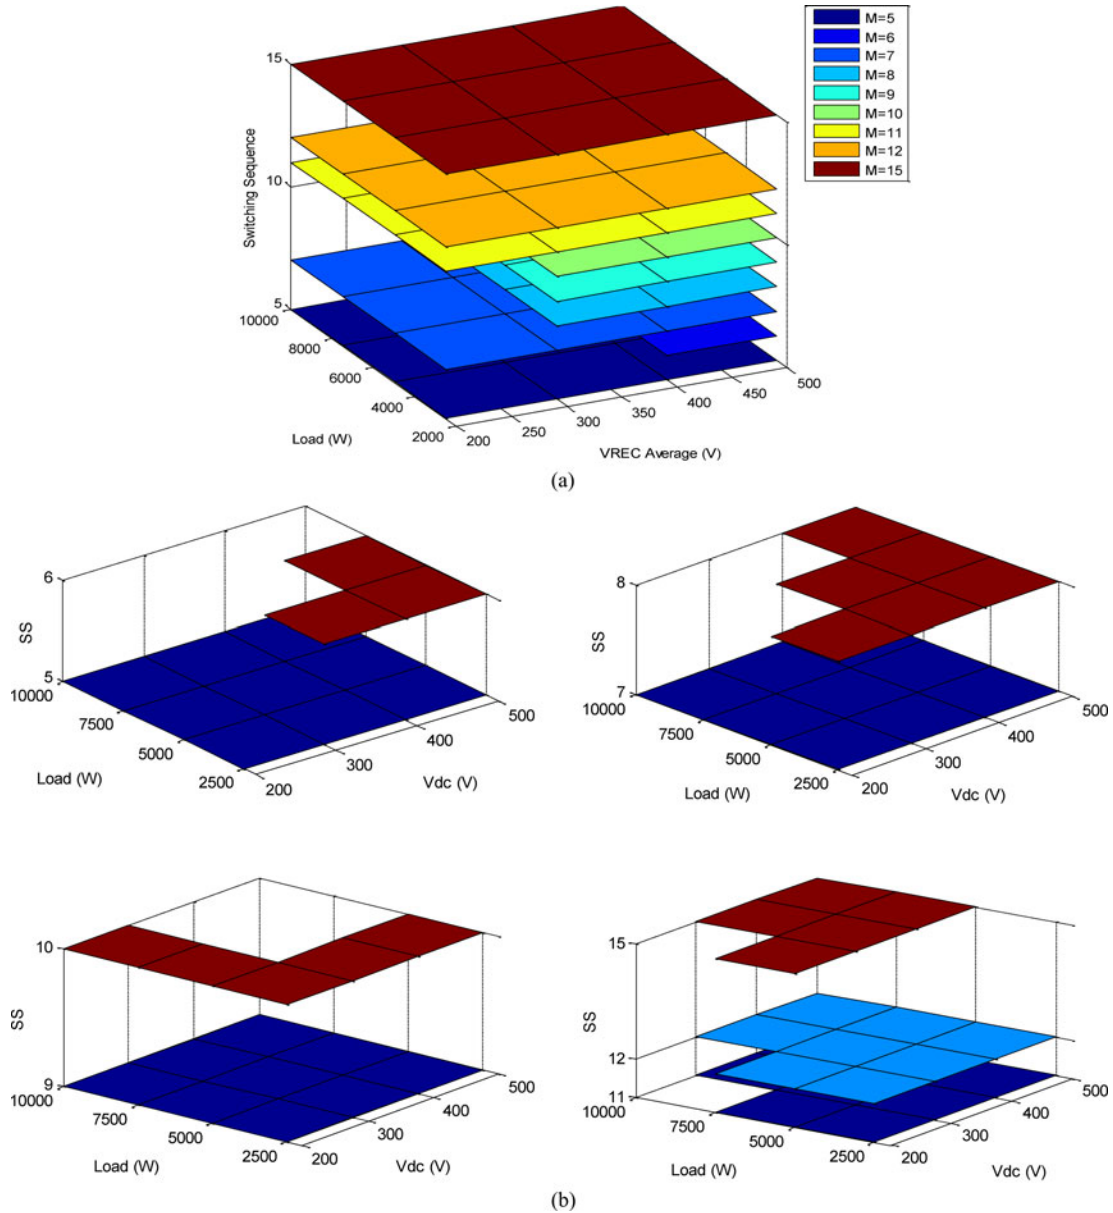 M=5
M=6
M=7
M=8
M=9
M=10
M=11
M=12
M=15
15
10
5
Switching Sequence
10000
8000
6000
4000
2000
Load (W)
200
250
300
350
400
450
500
VREC Average (V)
(a)
6
5
SS
10000
7500
5000
2500
Load (W)
200
300
400
500
Vdc (V)
8
7
SS
10000
7500
5000
2500
Load (W)
200
300
400
500
Vdc (V)
10
9
SS
10000
7500
5000
2500
Load (W)
200
300
400
500
Vdc (V)
15
12
11
SS
10000
7500
5000
2500
Load (W)
200
300
400
500
Vdc (V)
(b)